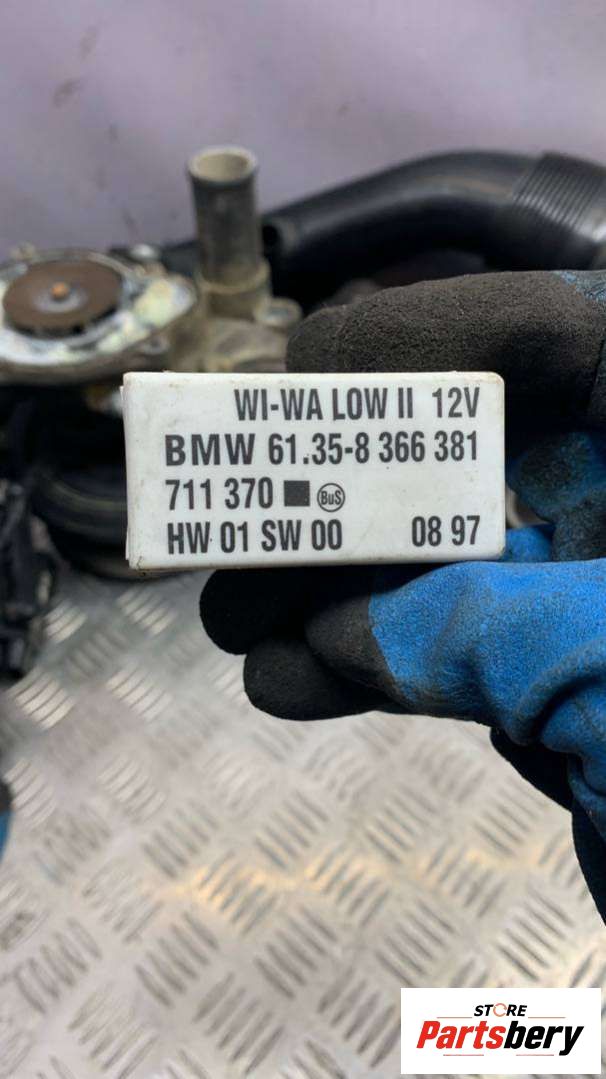 WI-WA LOW II 12V
BMW 61.35-8 366 381
711 370 BuS
HW 01 SW 00 08 97
STORE
Partsbery